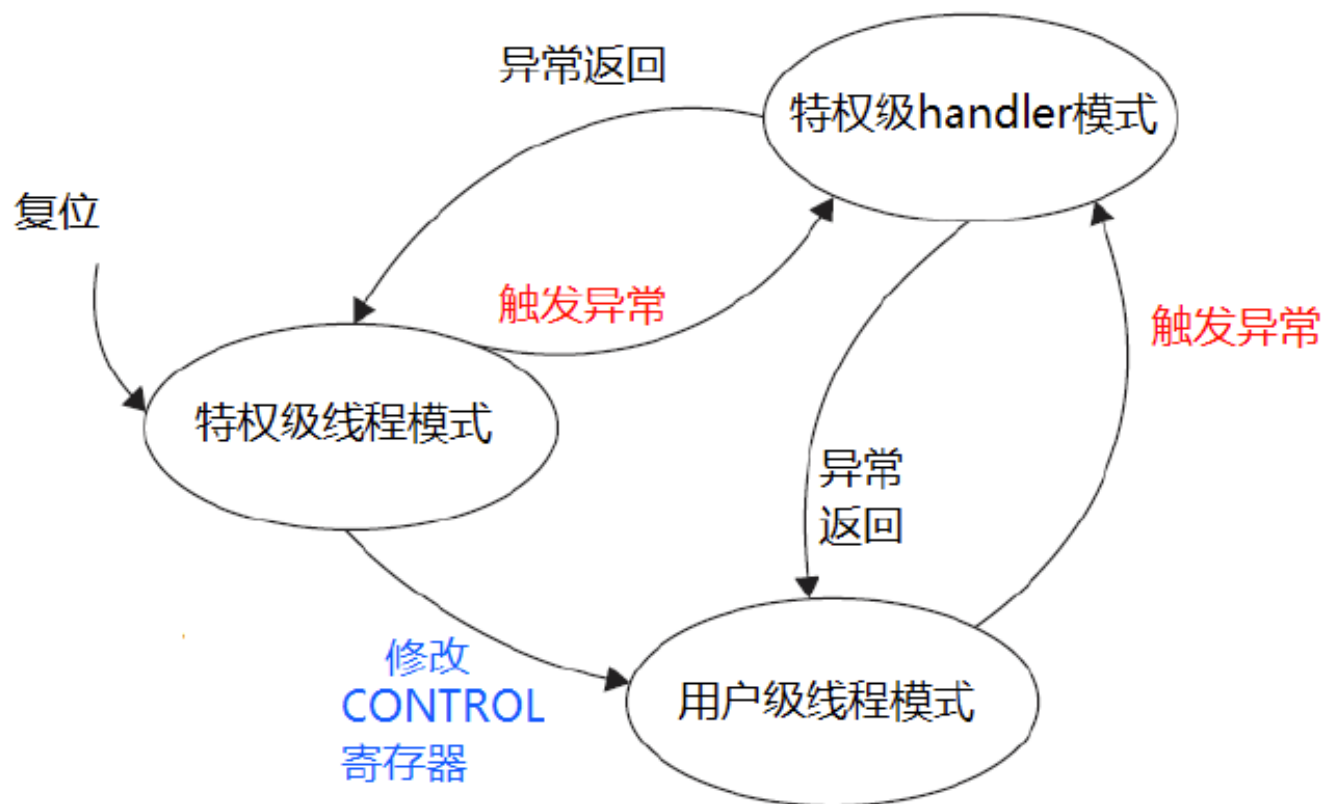 异常返回
特权级handler模式
复位
触发异常
触发异常
特权级线程模式
异常
返回
修改
CONTROL
寄存器
用户级线程模式